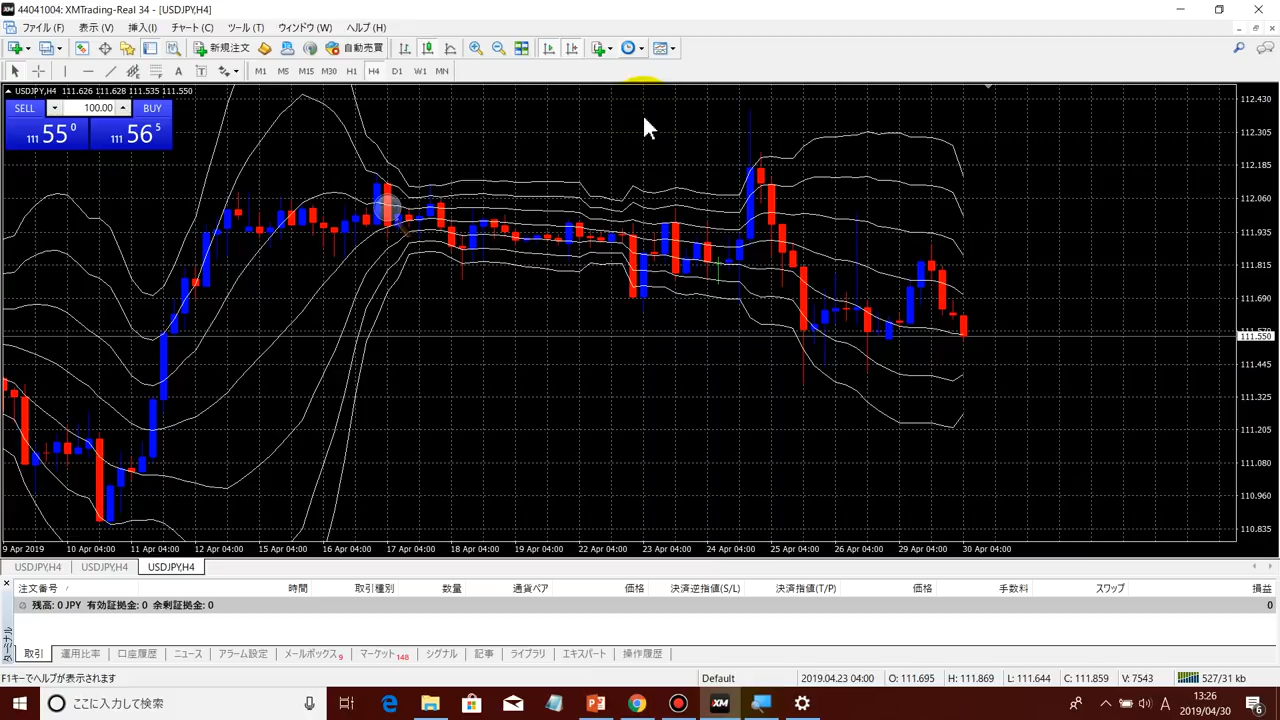 44041004: XMTrading-Real 34 - [USDJPY,H4]
ファイル (F) 表示 (V) 挿入(I) チャート (C) ツール (T) ウィンドウ (W) ヘルプ (H)
新規注文 自動売買
A T M1 M5 M15 M30 H1 H4 D1 W1 MN
USDJPY,H4 111.626 111.628 111.535 111.550
SELL 100.00 BUY
111 55 0 111 56 5
112.430
112.305
112.185
112.060
111.935
111.815
111.690
111.570
111.550
111.445
111.325
111.205
111.080
110.960
110.835
9 Apr 2019 10 Apr 04:00 11 Apr 04:00 12 Apr 04:00 15 Apr 04:00 16 Apr 04:00 17 Apr 04:00 18 Apr 04:00 19 Apr 04:00 22 Apr 04:00 23 Apr 04:00 24 Apr 04:00 25 Apr 04:00 26 Apr 04:00 29 Apr 04:00 30 Apr 04:00
USDJPY,H4 USDJPY,H4 USDJPY,H4
注文番号 / 時間 取引種別 数量 通貨ペア 価格 決済逆指値(S/L) 決済指値(T/P) 価格 手数料 スワップ 損益
残高: 0 JPY 有効証拠金: 0 余剰証拠金: 0 0
ターミナル
取引 運用比率 口座履歴 ニュース アラーム設定 メールボックス 9 マーケット 148 シグナル 記事 ライブラリ エキスパート 操作履歴
F1キーでヘルプが表示されます Default 2019.04.23 04:00 O: 111.695 H: 111.869 L: 111.644 C: 111.859 V: 7543 527/31 kb
ここに入力して検索 XM A 13:26
2019/04/30 6